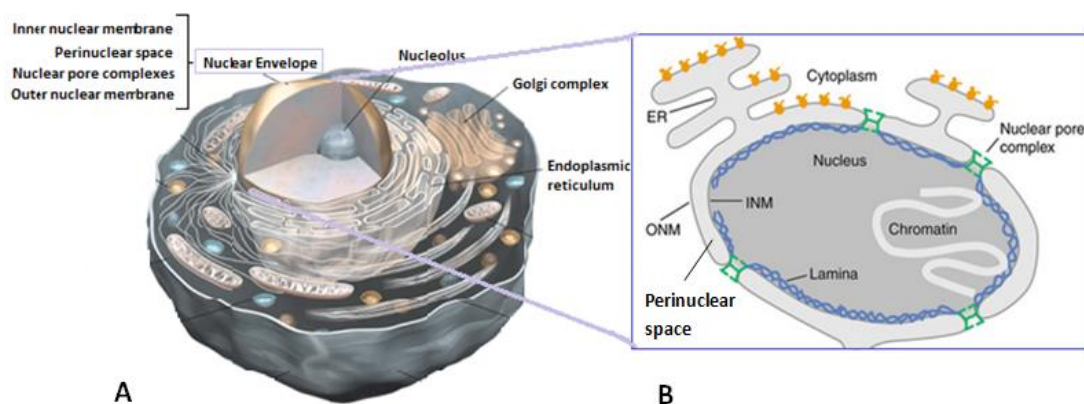 Inner nuclear membrane
Perinuclear space
Nuclear pore complexes
Outer nuclear membrane
Nuclear Envelope
Nucleolus
Golgi complex
Endoplasmic
reticulum
A
Cytoplasm
ER
Nuclear pore
complex
Nucleus
INM
ONM
Chromatin
Lamina
Perinuclear
space
B